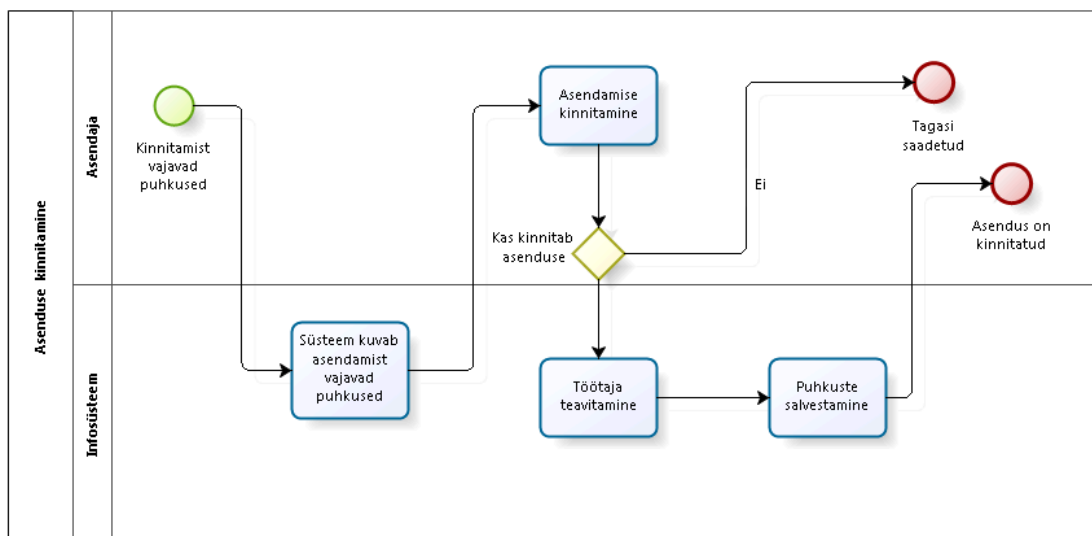 Asenduse kinnitamine
Asendaja
Kinnitamist
vajavad
puhkused
Asendamise
kinnitamine
Tagasi
saadetud
Ei
Asendus on
kinnitatud
Kas kinnitab
asenduse
Infosüsteem
Süsteem kuvab
asendamist
vajavad
puhkused
Töötaja
teavitamine
Puhkuste
salvestamine